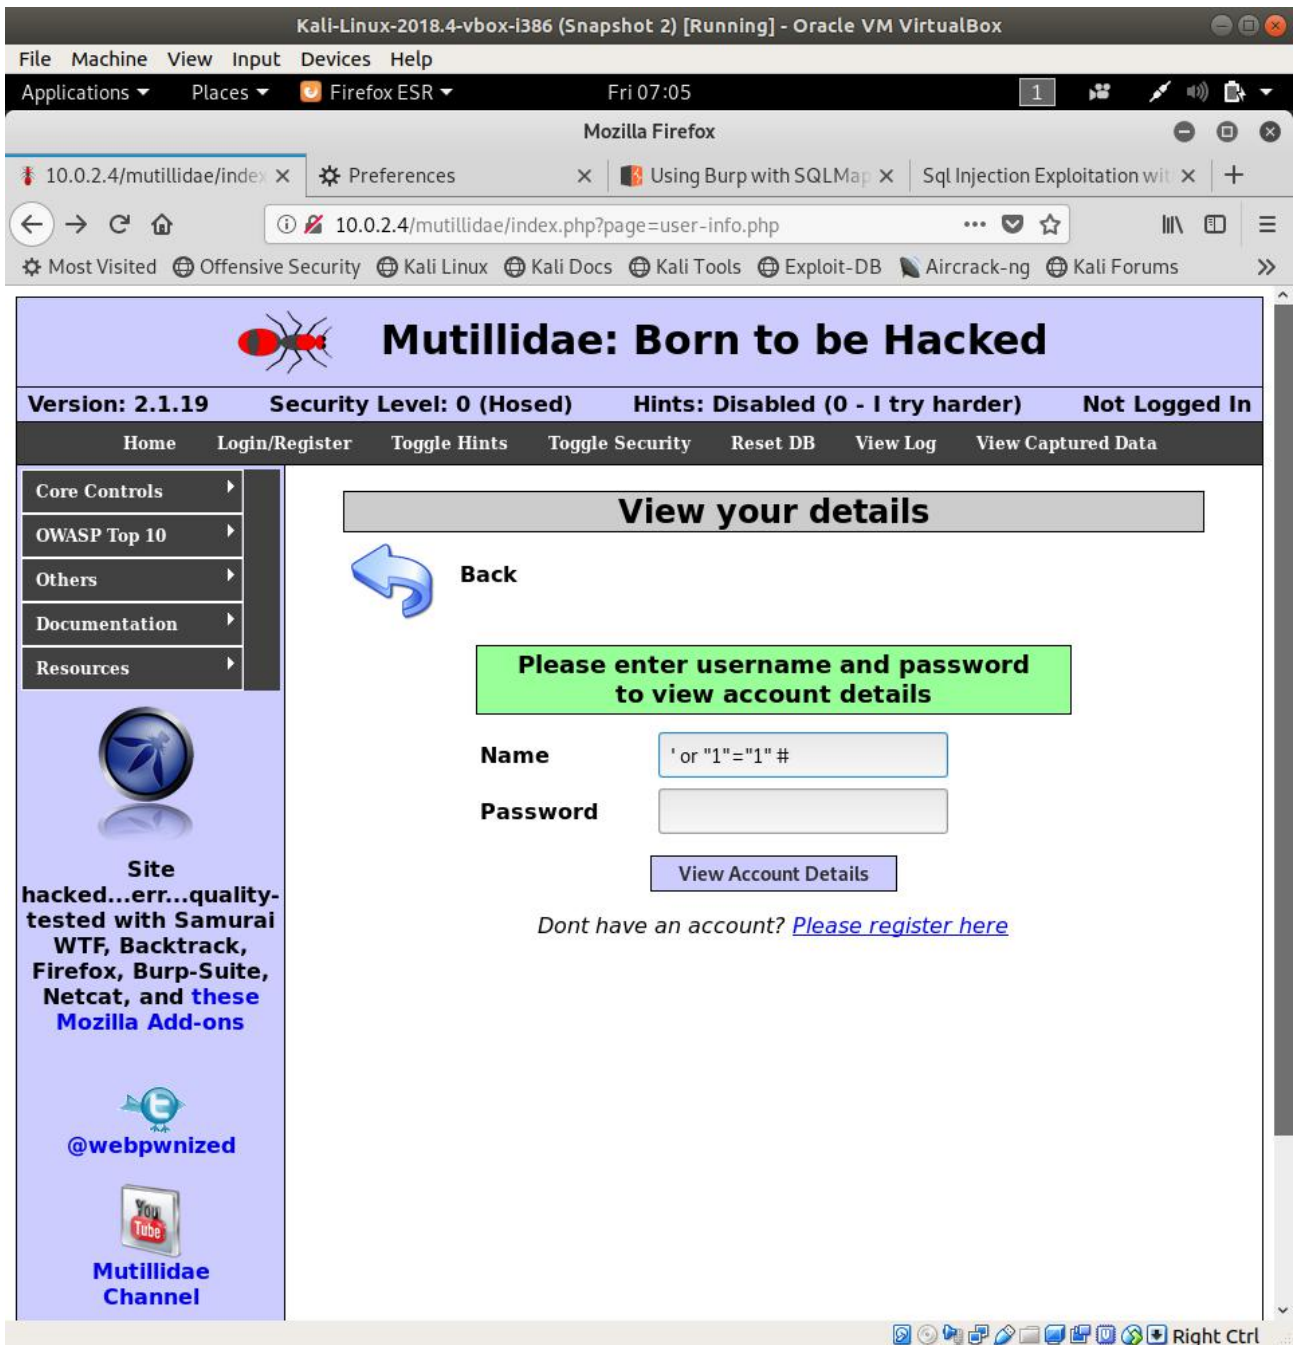 Kali-Linux-2018.4-vbox-i386 (Snapshot 2) [Running] - Oracle VM VirtualBox
File Machine View Input Devices Help
Applications Places Firefox ESR Fri 07:05 1
Mozilla Firefox
10.0.2.4/mutillidae/index Preferences Using Burp with SQLMap Sql Injection Exploitation wit
10.0.2.4/mutillidae/index.php?page=user-info.php
Most Visited Offensive Security Kali Linux Kali Docs Kali Tools Exploit-DB Aircrack-ng Kali Forums
Mutillidae: Born to be Hacked
Version: 2.1.19 Security Level: 0 (Hosed) Hints: Disabled (0 - I try harder) Not Logged In
Home Login/Register Toggle Hints Toggle Security Reset DB View Log View Captured Data
Core Controls
OWASP Top 10
Others
Documentation
Resources
Site
hacked...err...quality-
tested with Samurai
WTF, Backtrack,
Firefox, Burp-Suite,
Netcat, and these
Mozilla Add-ons
@webpwnized
You
Tube
Mutillidae
Channel
View your details
Back
Please enter username and password
to view account details
Name ' or "1"="1" #
Password
View Account Details
Dont have an account? Please register here
Right Ctrl